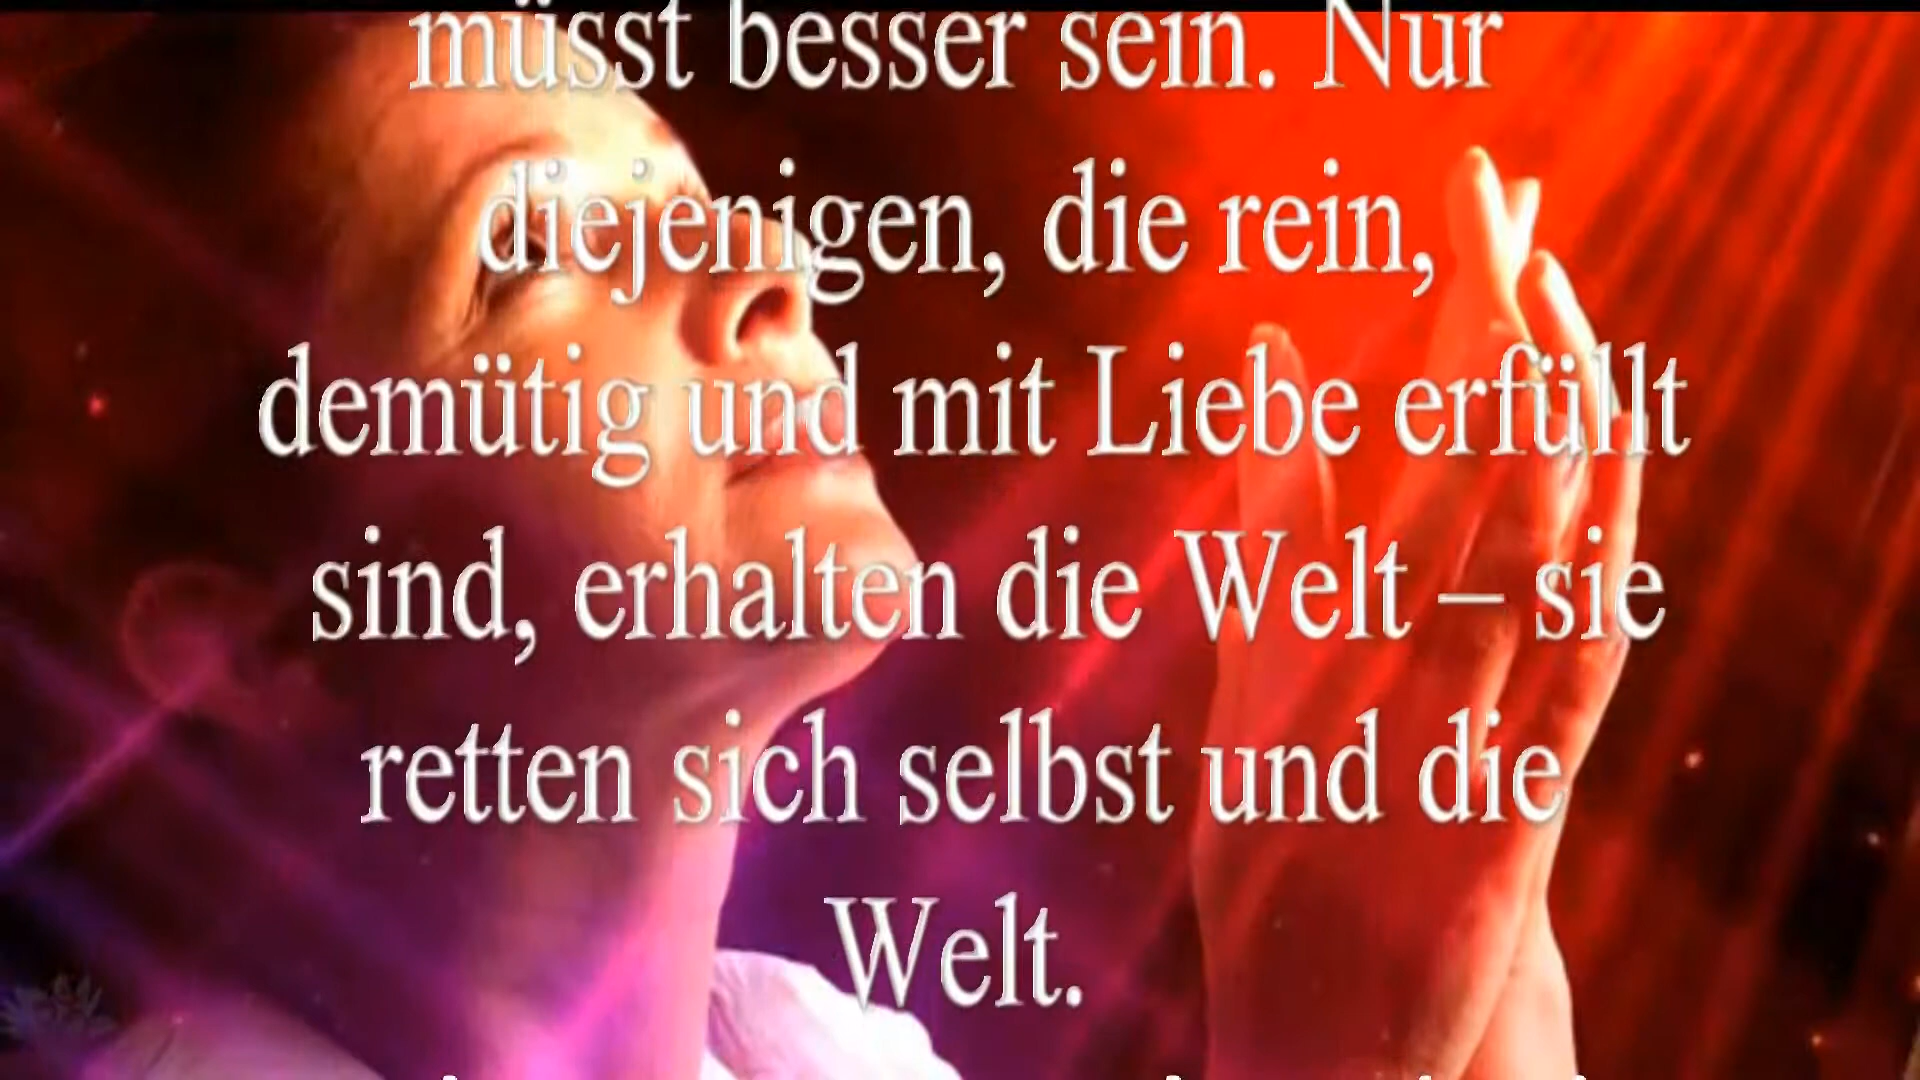 müsst besser sein. Nur
diejenigen, die rein,
demütig und mit Liebe erfüllt
sind, erhalten die Welt – sie
retten sich selbst und die
Welt.